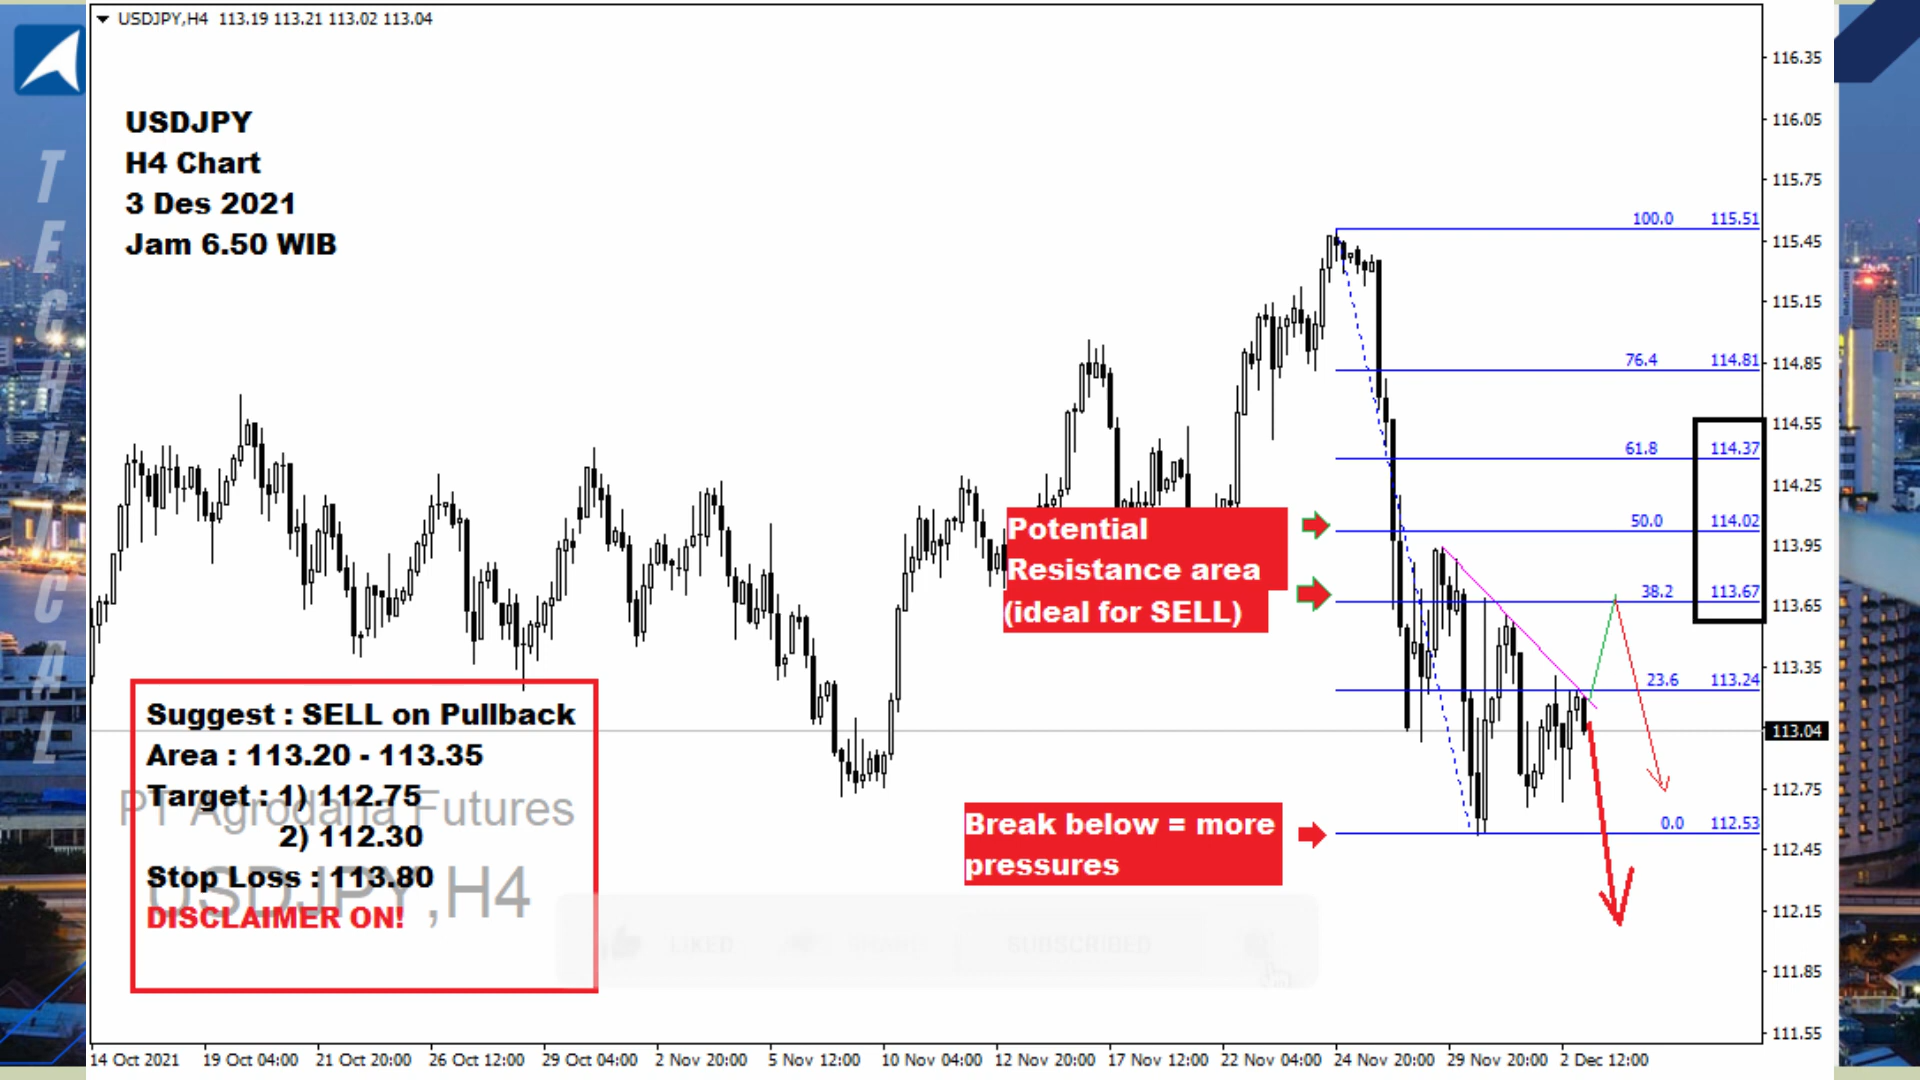 USDJPY,H4 113.19 113.21 113.02 113.04
TECHNICAL
USDJPY
H4 Chart
3 Des 2021
Jam 6.50 WIB
116.35
116.05
115.75
115.45
115.15
114.85
114.55
114.25
113.95
113.65
113.35
113.04
112.75
112.45
112.15
111.85
111.55
100.0 115.51
76.4 114.81
61.8 114.37
50.0 114.02
38.2 113.67
23.6 113.24
0.0 112.53
Potential
Resistance area
(ideal for SELL)
Break below = more
pressures
Suggest : SELL on Pullback
Area : 113.20 - 113.35
Target : 1) 112.75
2) 112.30
Stop Loss : 113.80
DISCLAIMER ON!
PT Agrodana Futures
USDJPY,H4
LIKED
SHARE
SUBSCRIBED
14 Oct 2021 19 Oct 04:00 21 Oct 20:00 26 Oct 12:00 29 Oct 04:00 2 Nov 20:00 5 Nov 12:00 10 Nov 04:00 12 Nov 20:00 17 Nov 12:00 22 Nov 04:00 24 Nov 20:00 29 Nov 20:00 2 Dec 12:00